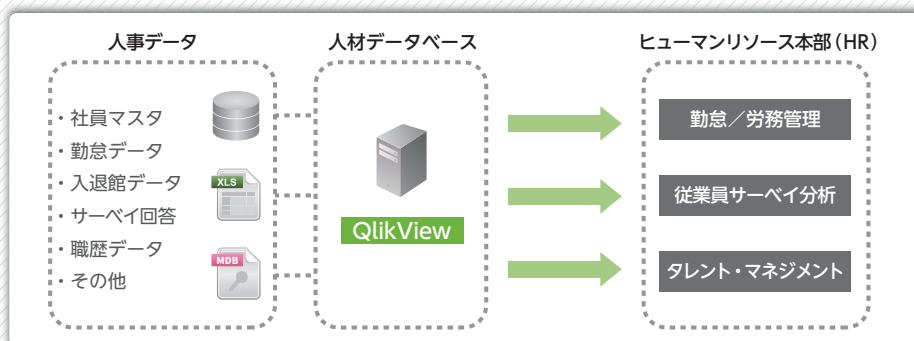 人事データ
人材データベース
ヒューマンリソース本部(HR)
・社員マスタ
・勤怠データ
・入退館データ
・サーベイ回答
・職歴データ
・その他
XLS
MDB
QlikView
勤怠／労務管理
従業員サーベイ分析
タレント・マネジメント